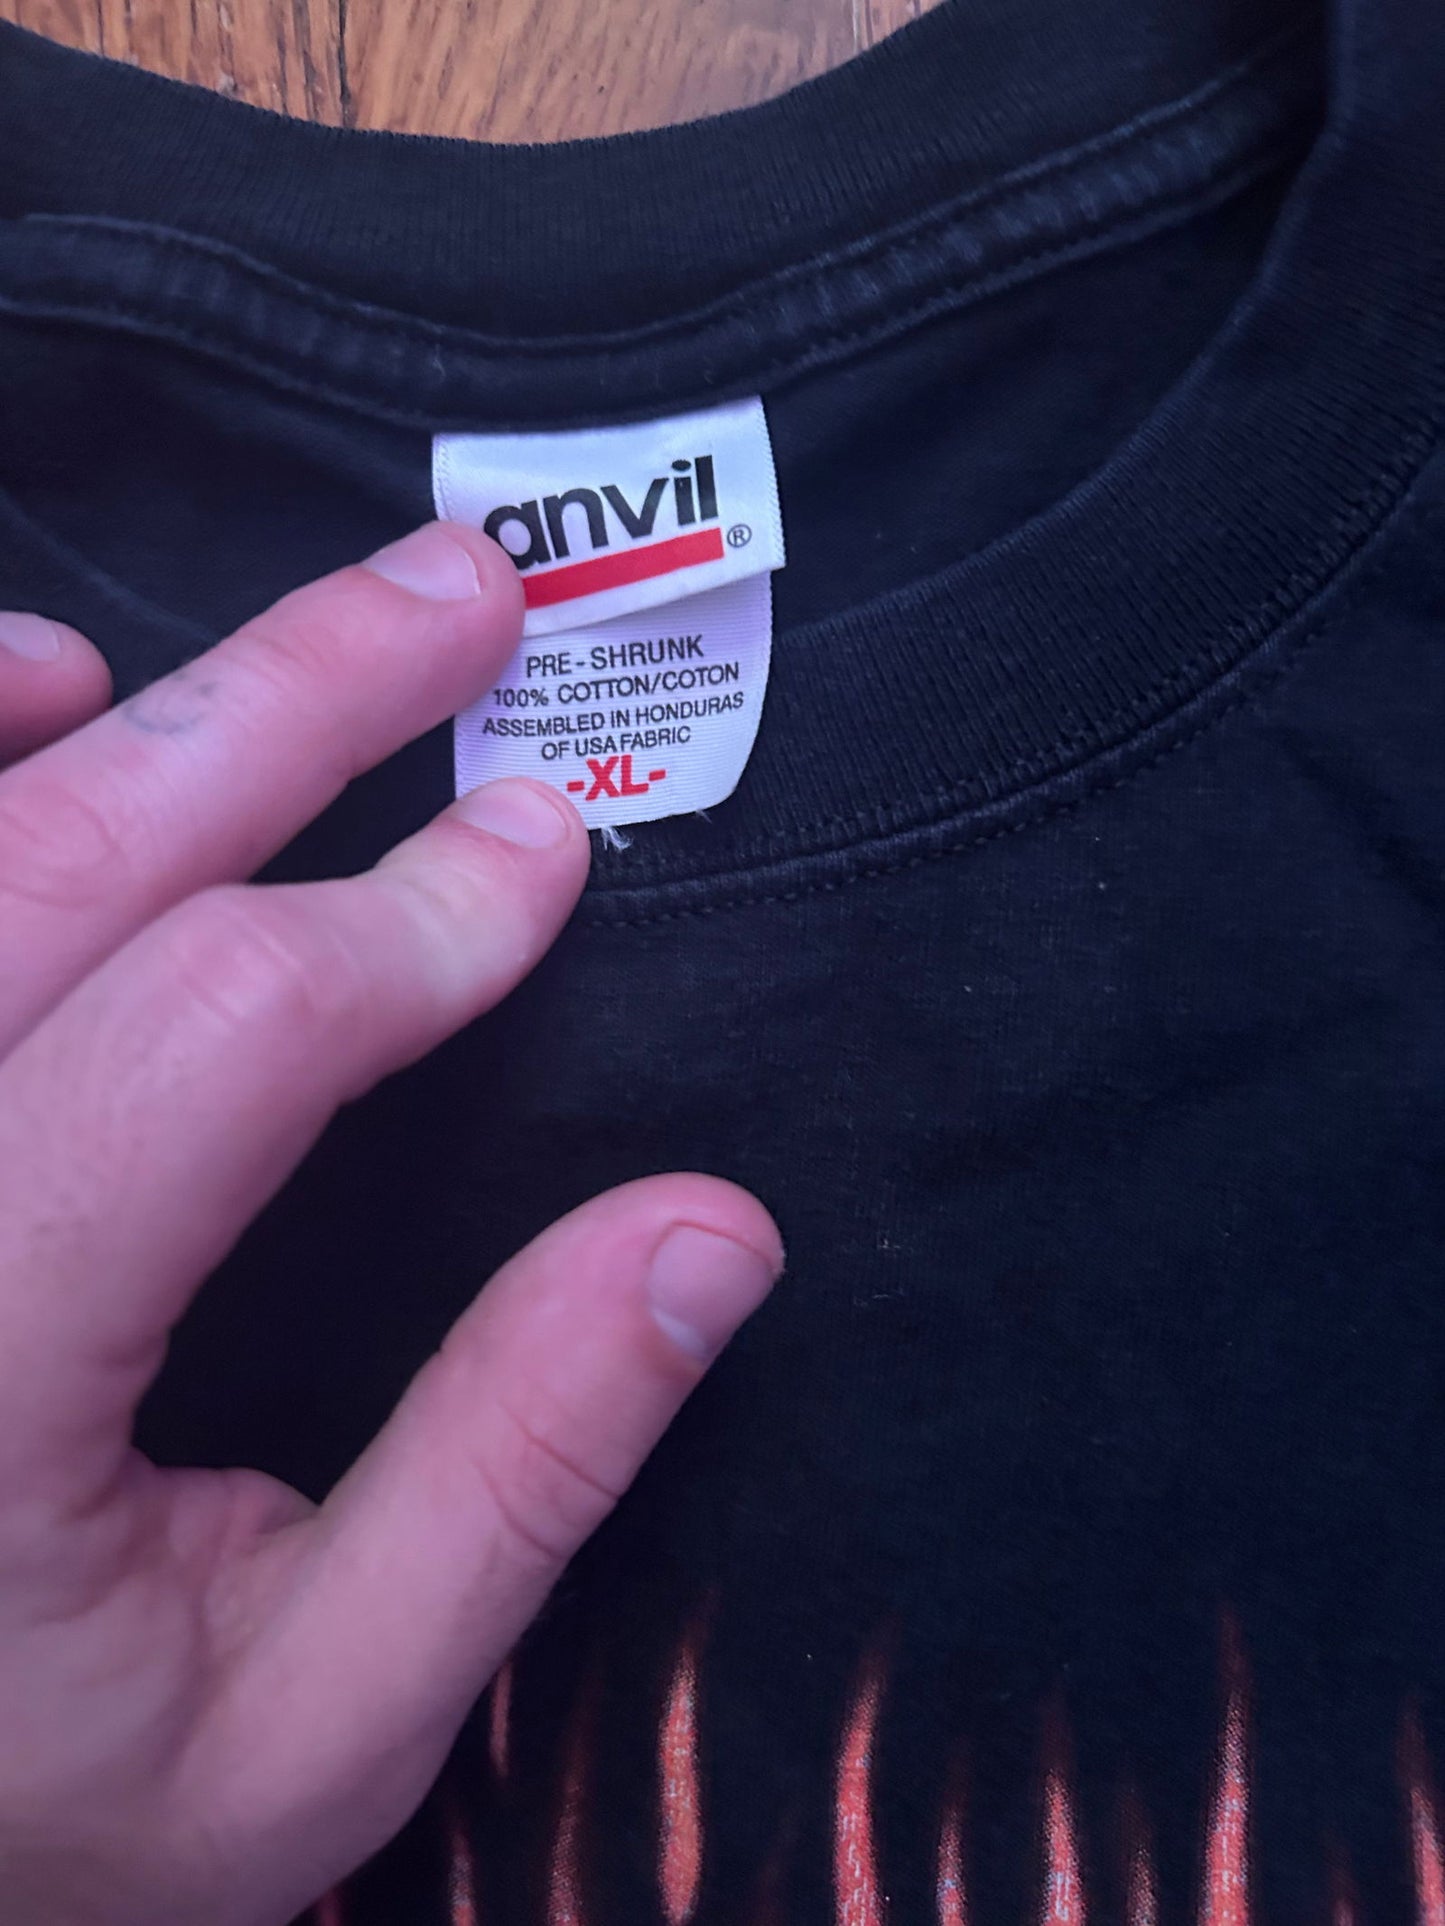 anvil®
PRE-SHRUNK
100% COTTON/COTON
ASSEMBLED IN HONDURAS
OF USA FABRIC
-XL-